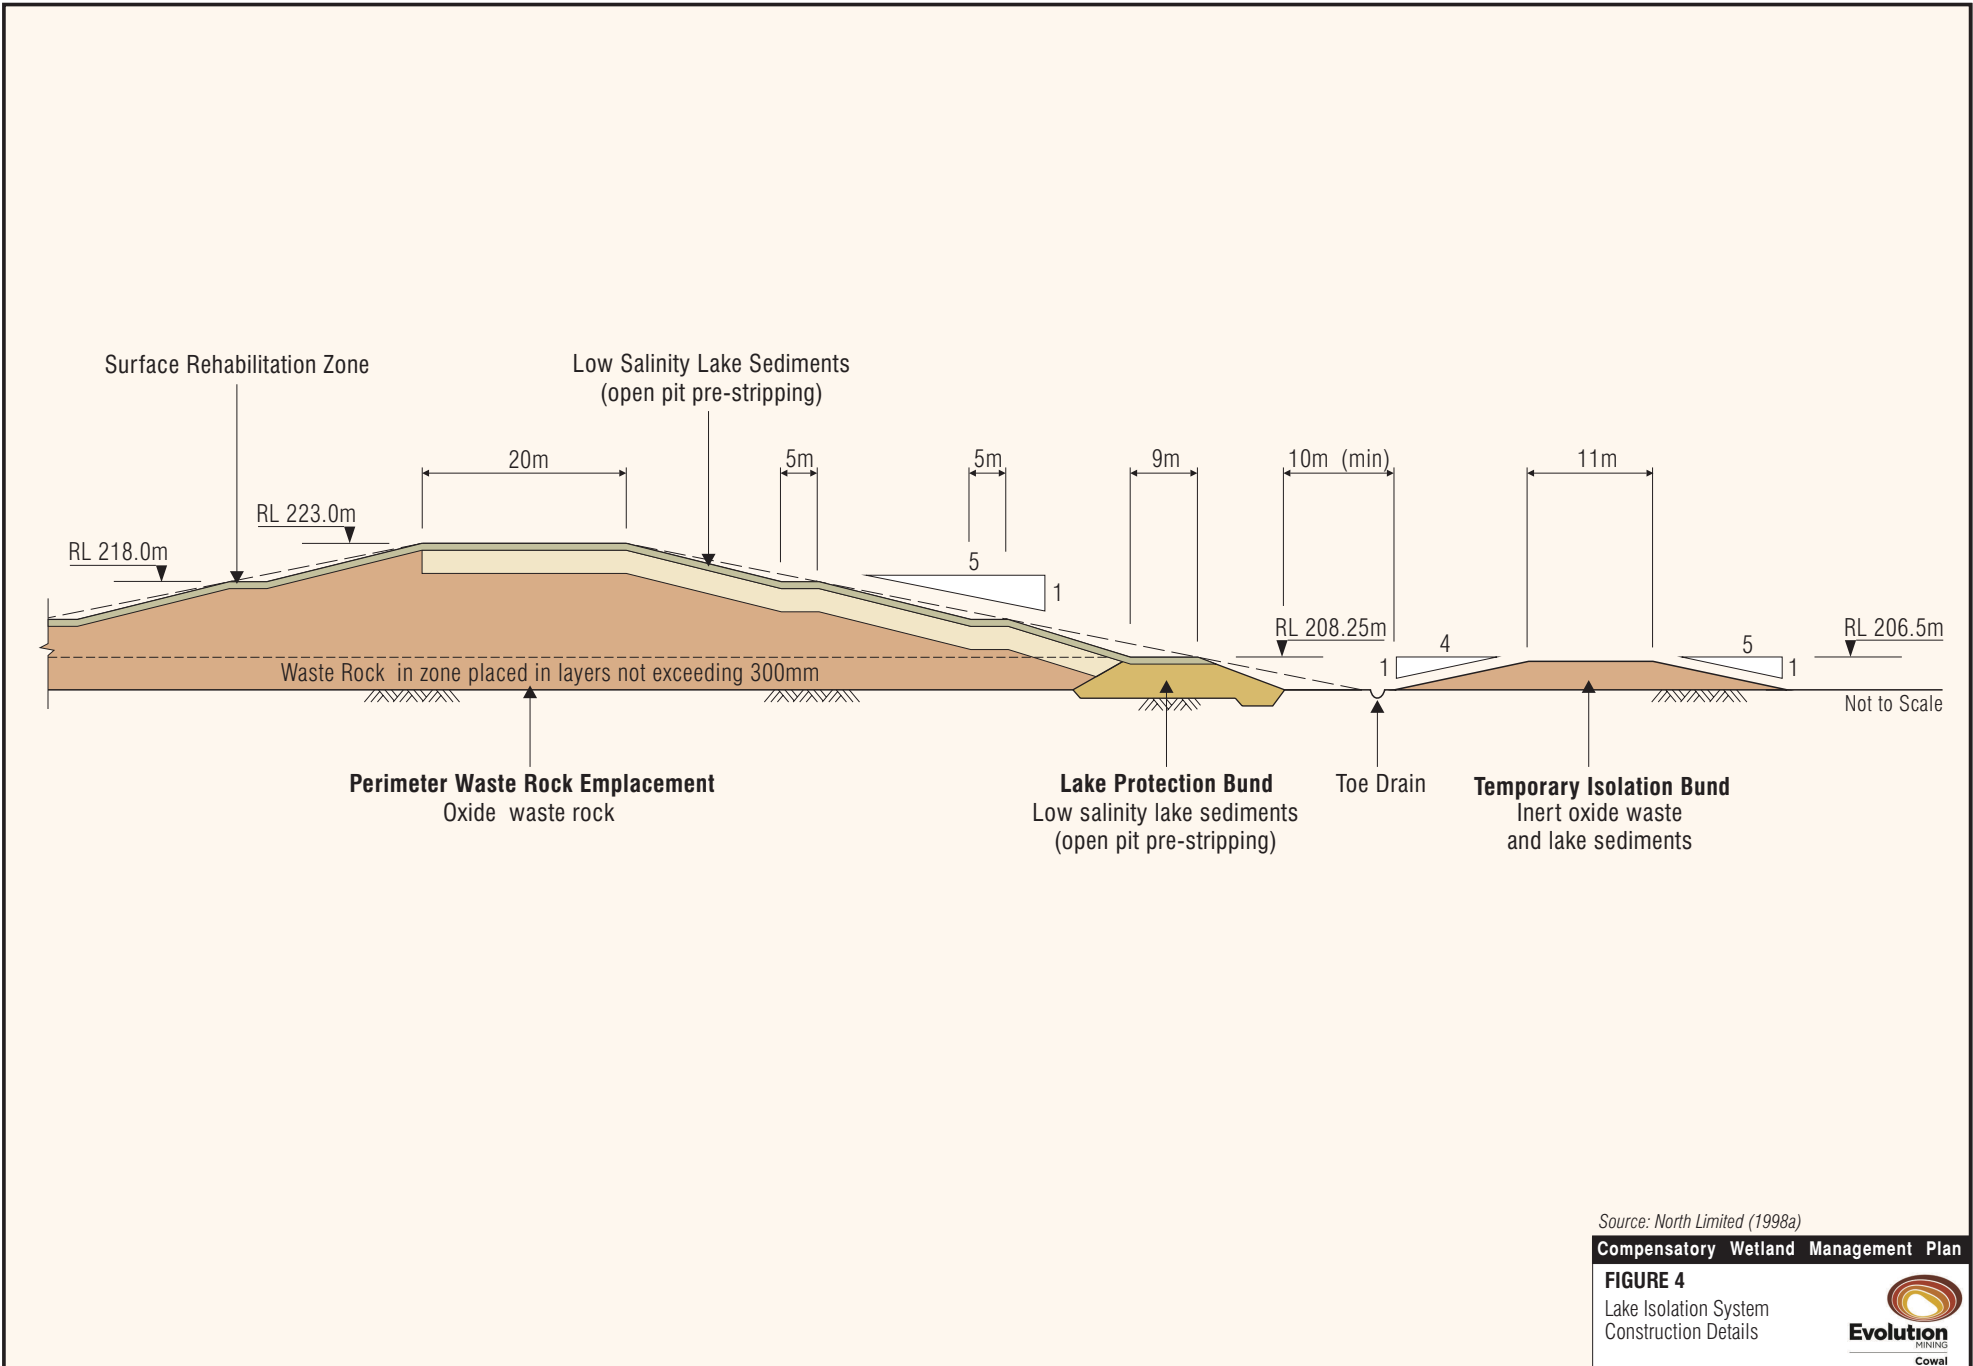 Surface Rehabilitation Zone
Low Salinity Lake Sediments
(open pit pre-stripping)
20m
5m
5m
9m
10m (min)
11m
RL 223.0m
RL 218.0m
5
1
RL 208.25m
4
1
5
1
RL 206.5m
Waste Rock in zone placed in layers not exceeding 300mm
Not to Scale
Perimeter Waste Rock Emplacement
Oxide waste rock
Lake Protection Bund
Low salinity lake sediments
(open pit pre-stripping)
Toe Drain
Temporary Isolation Bund
Inert oxide waste
and lake sediments
Source: North Limited (1998a)
Compensatory Wetland Management Plan
FIGURE 4
Lake Isolation System
Construction Details
Evolution
MINING
Cowal